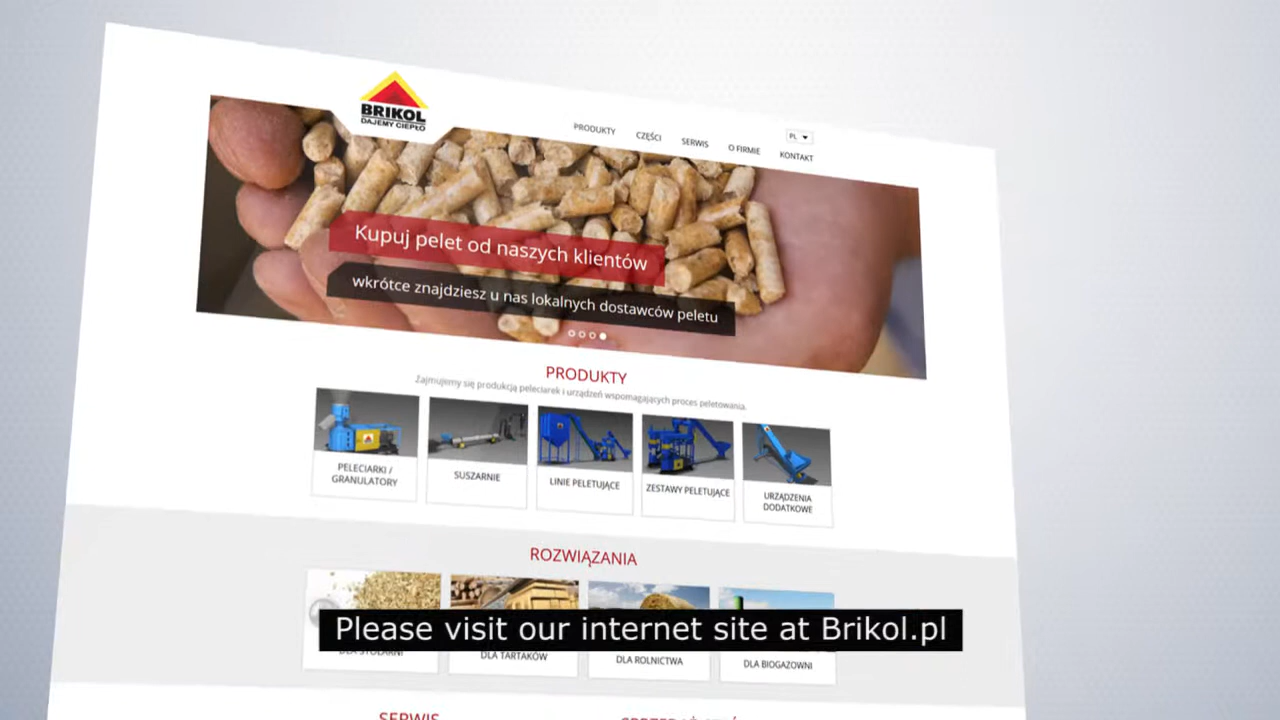 BRIKOL
DAJEMY CIEPŁO
PRODUKTY
CZĘŚCI
SERWIS
O FIRMIE
KONTAKT
PL
Kupuj pelet od naszych klientów
wkrótce znajdziesz u nas lokalnych dostawców peletu
PRODUKTY
Zajmujemy się produkcją peleciarek i urządzeń wspomagających proces peletowania.
PELECIARKI /
GRANULATORY
SUSZARNIE
LINIE PELETUJĄCE
ZESTAWY PELETUJĄCE
URZĄDZENIA
DODATKOWE
ROZWIĄZANIA
Please visit our internet site at Brikol.pl
DLA STOLARNI
DLA TARTAKÓW
DLA ROLNICTWA
DLA BIOGAZOWNI
SERWIS